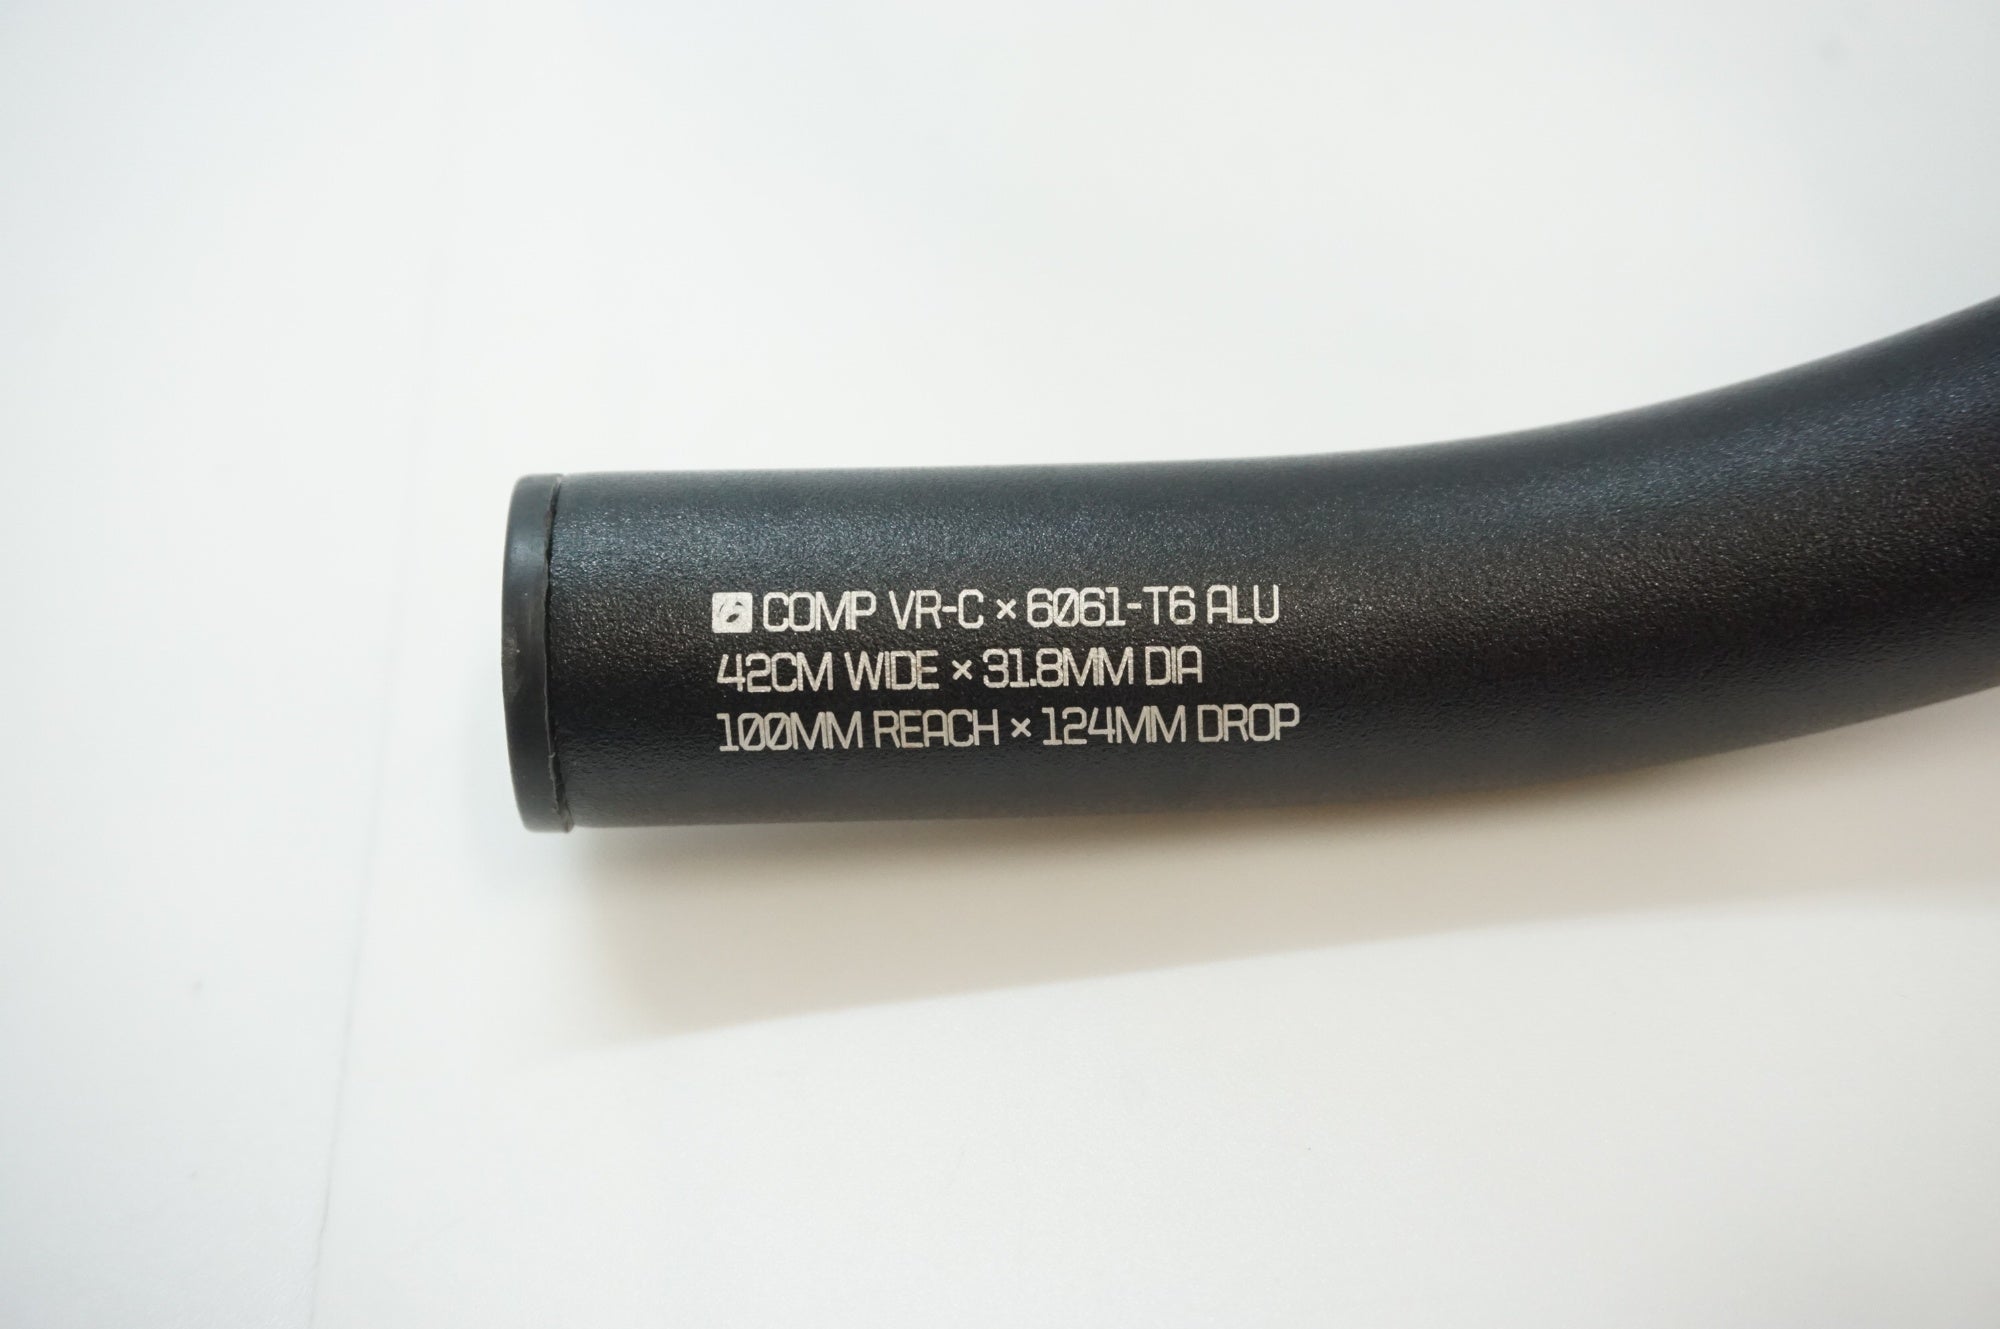 COMP VR-C × 6061-T6 ALU
42CM WIDE × 31.8MM DIA
100MM REACH × 124MM DROP